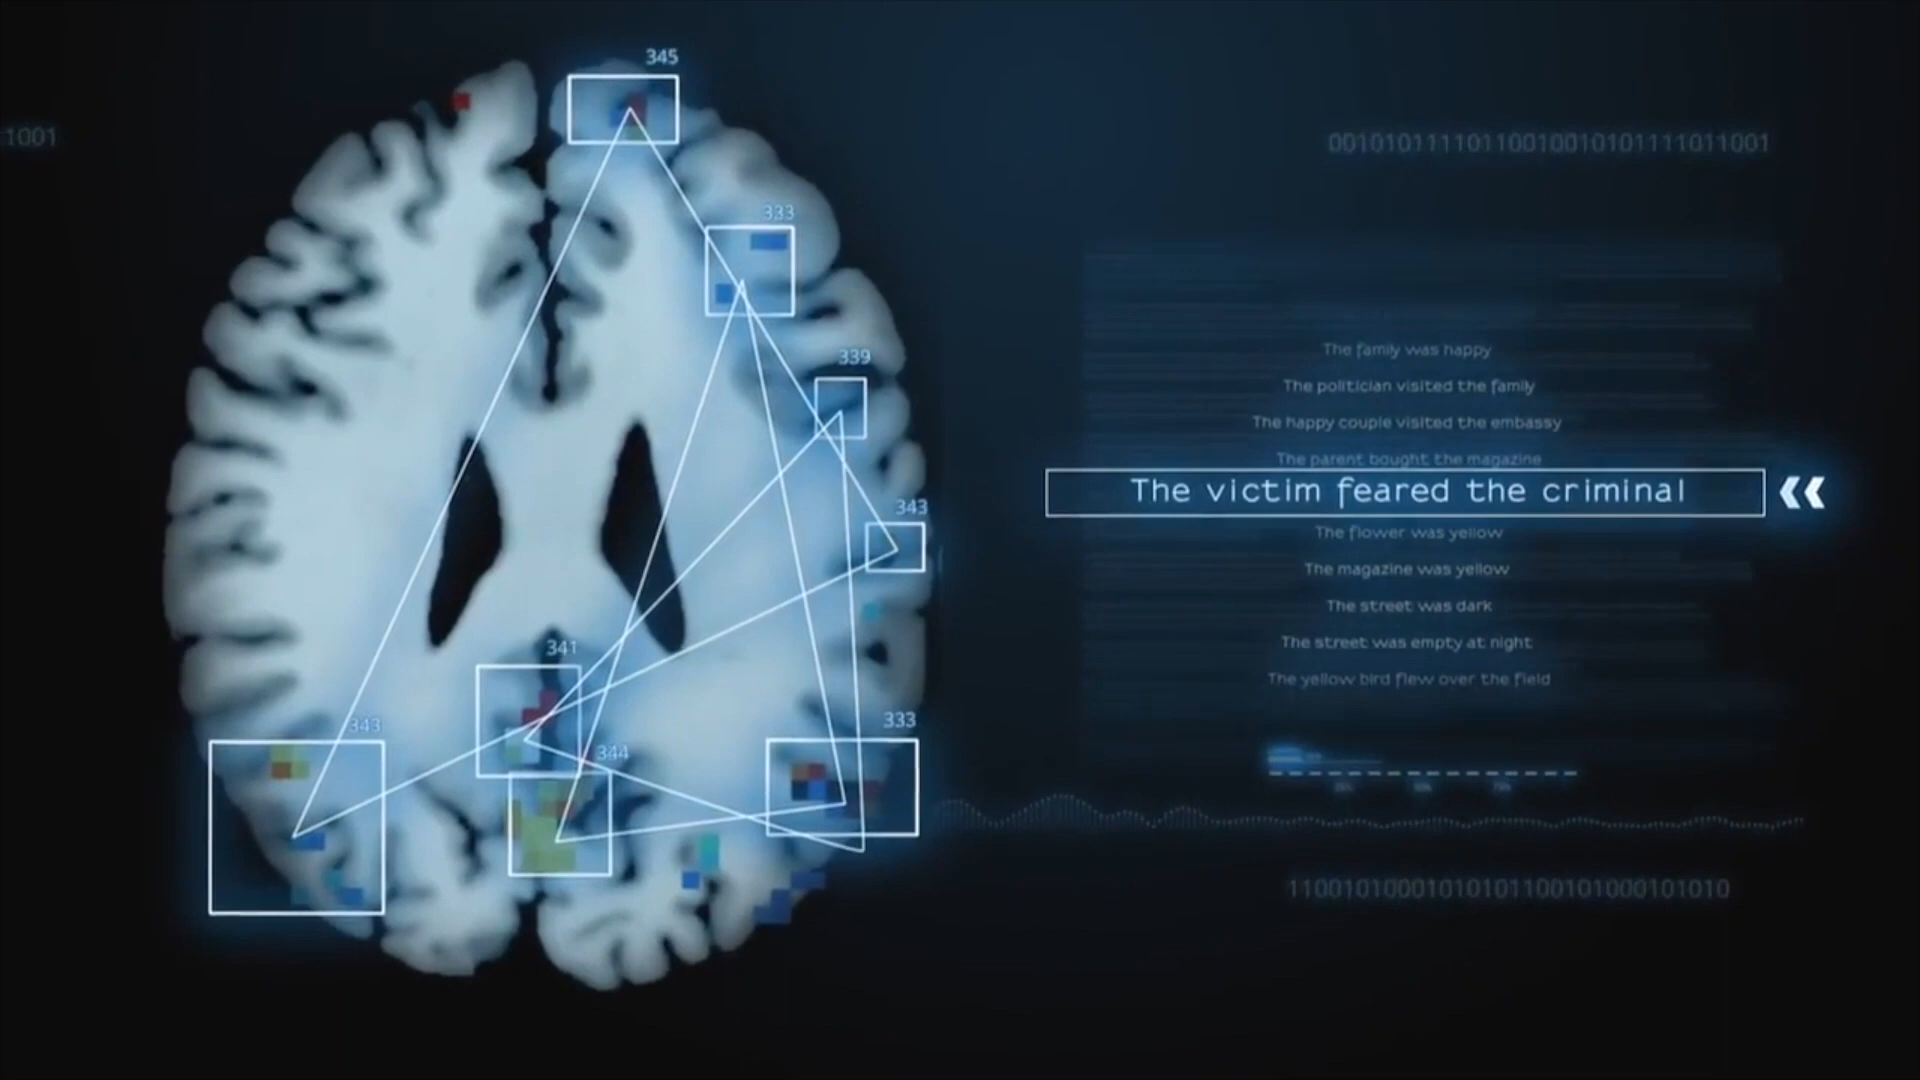 345
1001
00101011110110010010101111011001
333
The family was happy
339
The politician visited the family
The happy couple visited the embassy
The parent bought the magazine
The victim feared the criminal
343
The flower was yellow
The magazine was yellow
The street was dark
The street was empty at night
341
The yellow bird flew over the field
343
333
344
11001010001010101100101000101010